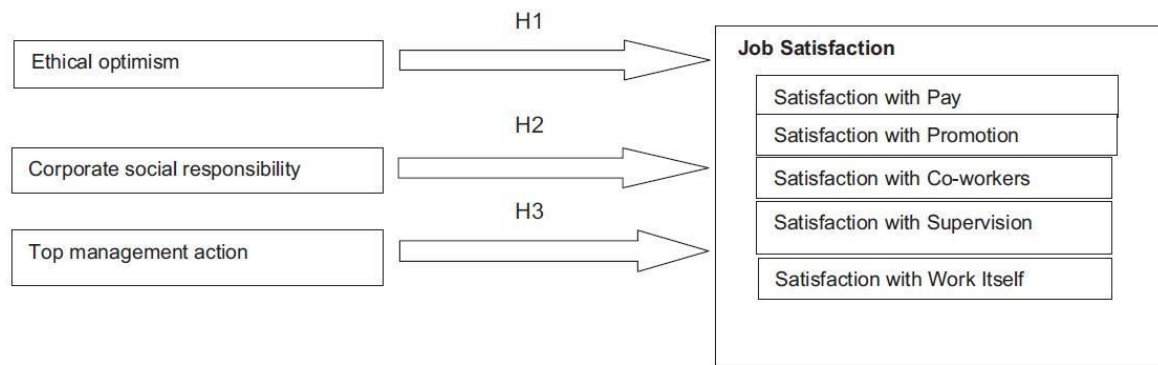 H1
Ethical optimism
Job Satisfaction
Satisfaction with Pay
H2
Satisfaction with Promotion
Corporate social responsibility
Satisfaction with Co-workers
H3
Satisfaction with Supervision
Top management action
Satisfaction with Work Itself